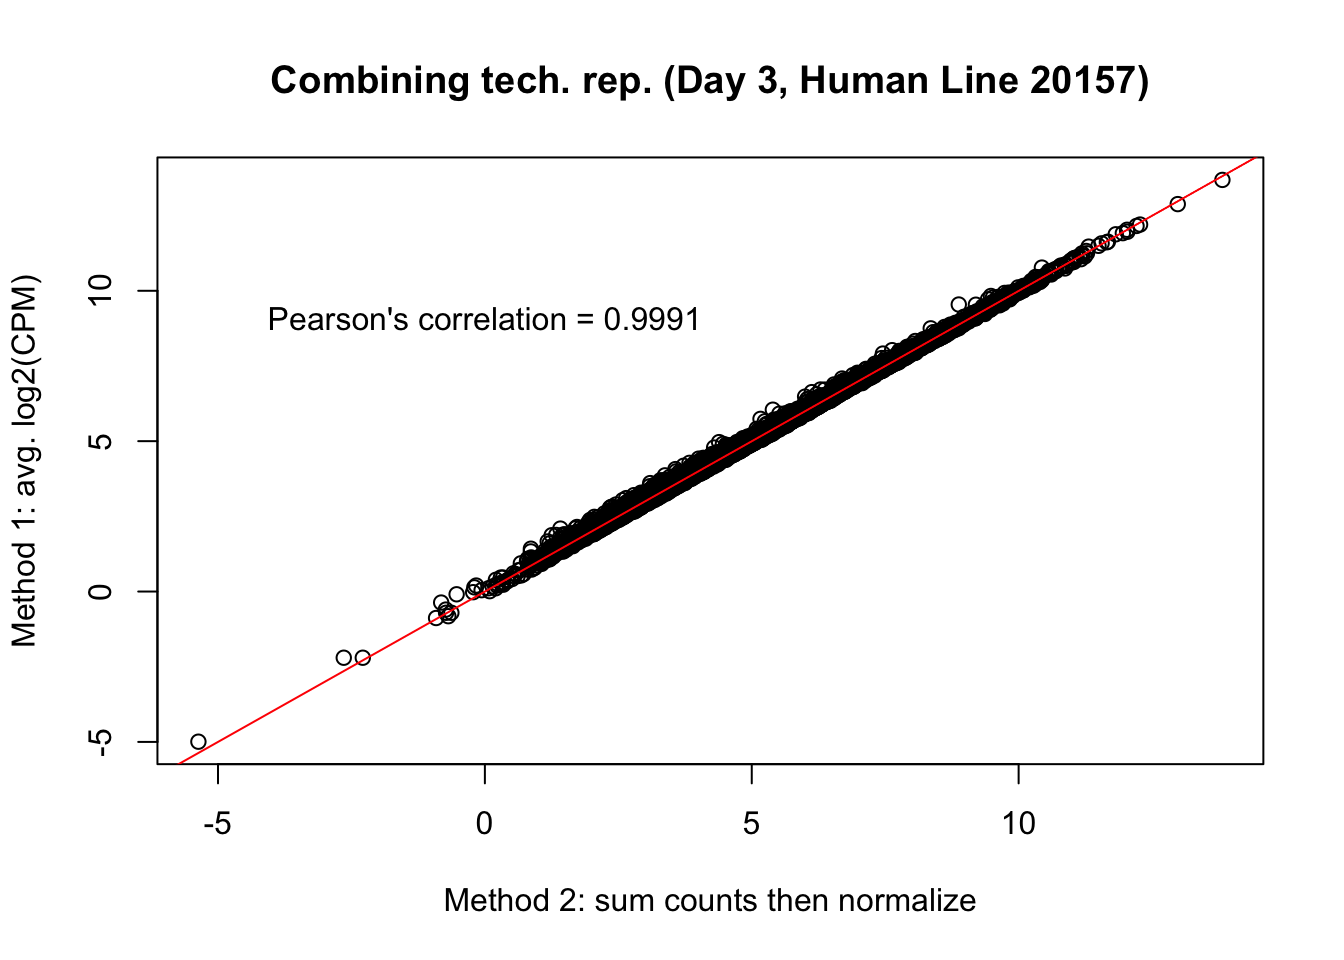 Combining tech. rep. (Day 3, Human Line 20157)
Method 1: avg. log2(CPM)
10
5
0
-5
Pearson's correlation = 0.9991
-5
0
5
10
Method 2: sum counts then normalize